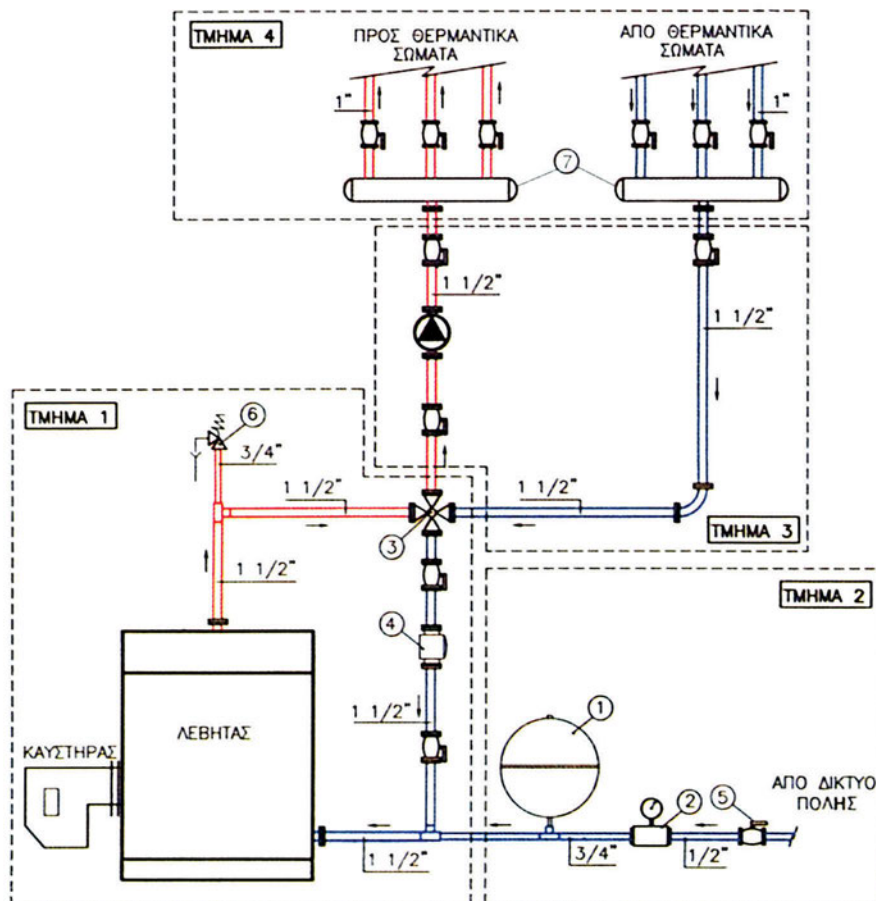 ΤΜΗΜΑ 4
ΠΡΟΣ ΘΕΡΜΑΝΤΙΚΑ
ΣΩΜΑΤΑ
ΑΠΟ ΘΕΡΜΑΝΤΙΚΑ
ΣΩΜΑΤΑ
1"
1"
7
1 1/2"
1 1/2"
ΤΜΗΜΑ 1
6
3/4"
1 1/2"
1 1/2"
3
ΤΜΗΜΑ 3
1 1/2"
ΤΜΗΜΑ 2
4
1 1/2"
1
ΛΕΒΗΤΑΣ
ΚΑΥΣΤΗΡΑΣ
2
5
ΑΠΟ ΔΙΚΤΥΟ
ΠΟΛΗΣ
1 1/2"
3/4"
1/2"